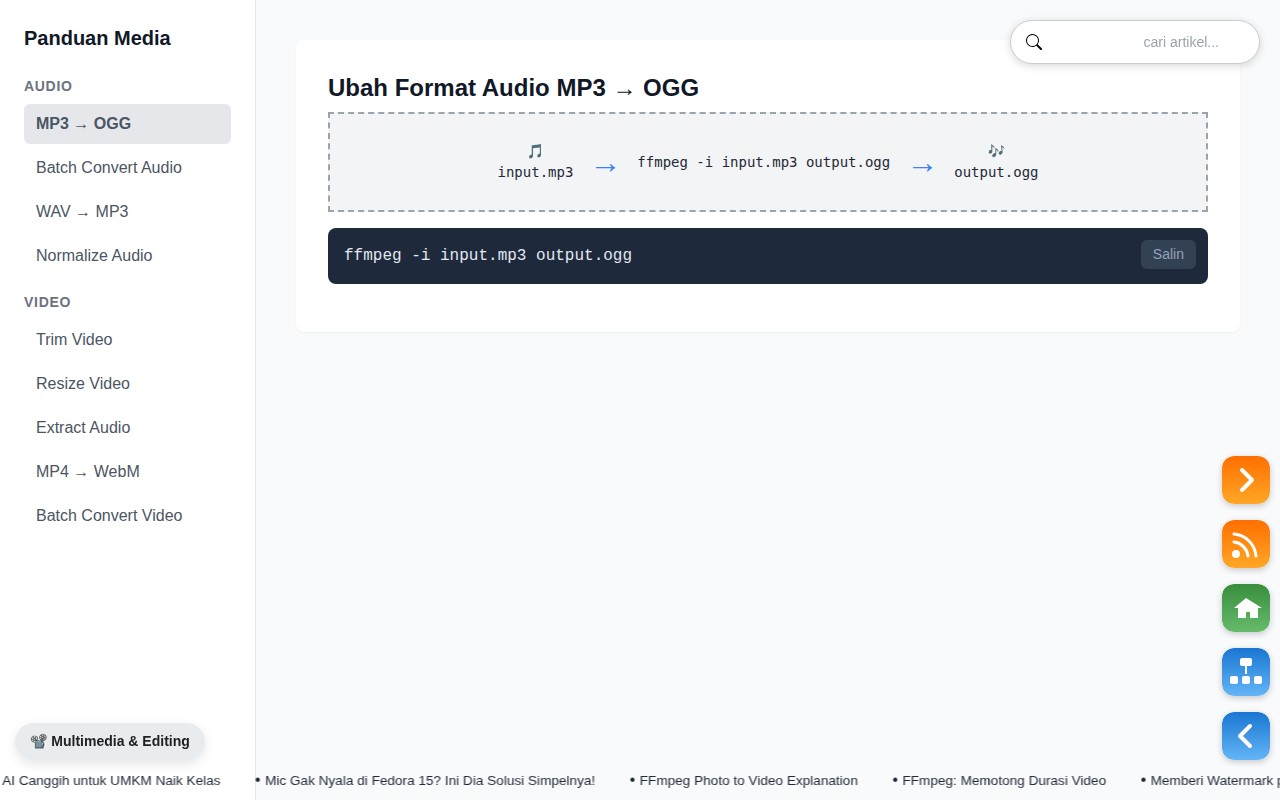 Panduan Media
AUDIO
MP3 → OGG
Batch Convert Audio
WAV → MP3
Normalize Audio
VIDEO
Trim Video
Resize Video
Extract Audio
MP4 → WebM
Batch Convert Video
Multimedia & Editing
cari artikel...
Ubah Format Audio MP3 → OGG
input.mp3 → ffmpeg -i input.mp3 output.ogg → output.ogg
ffmpeg -i input.mp3 output.ogg
Salin
AI Canggih untuk UMKM Naik Kelas • Mic Gak Nyala di Fedora 15? Ini Dia Solusi Simpelnya! • FFmpeg Photo to Video Explanation • FFmpeg: Memotong Durasi Video • Memberi Watermark